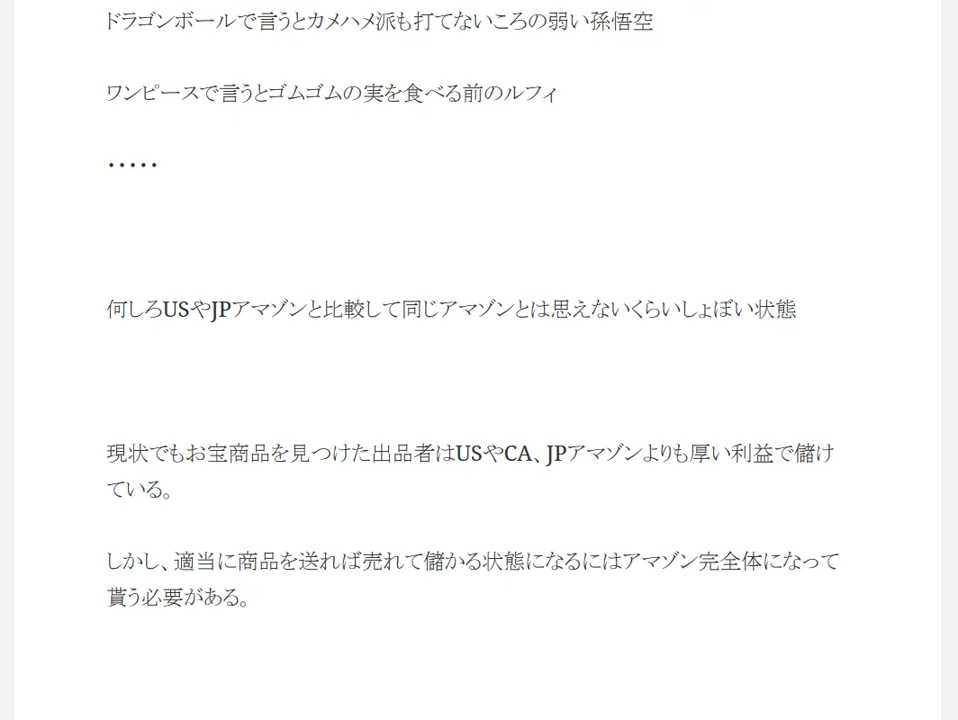 ドラゴンボールで言うとカメハメ派も打てないころの弱い孫悟空
ワンピースで言うとゴムゴムの実を食べる前のルフィ
・・・・・
何しろUSやJPアマゾンと比較して同じアマゾンとは思えないくらいしょぼい状態
現状でもお宝商品を見つけた出品者はUSやCA、JPアマゾンよりも厚い利益で儲け
ている。
しかし、適当に商品を送れば売れて儲かる状態になるにはアマゾン完全体になって
貰う必要がある。